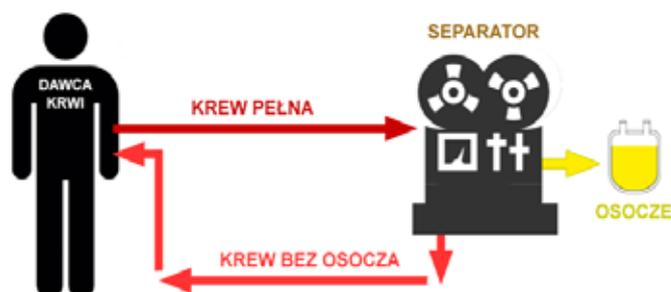 SEPARATOR
DAWCA
KRWI
KREW PEŁNA
OSOCZE
KREW BEZ OSOCZA